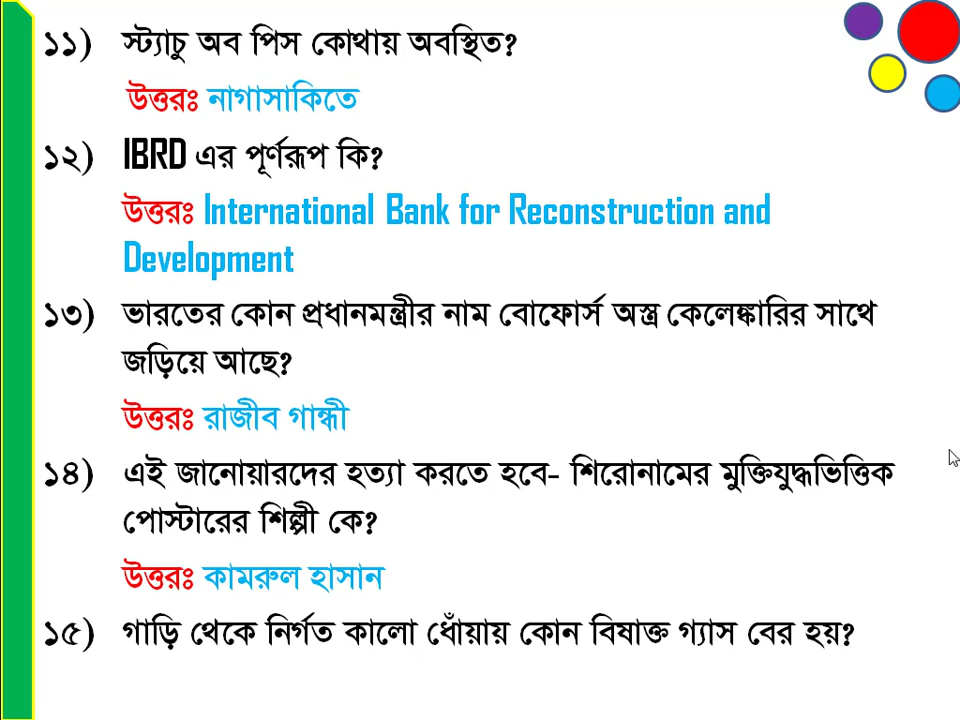 ১১) স্ট্যাচু অব পিস কোথায় অবস্থিত?
উত্তরঃ নাগাসাকিতে
১২) IBRD এর পূর্ণরূপ কি?
উত্তরঃ International Bank for Reconstruction and
Development
১৩) ভারতের কোন প্রধানমন্ত্রীর নাম বোফোর্স অস্ত্র কেলেঙ্কারির সাথে
জড়িয়ে আছে?
উত্তরঃ রাজীব গান্ধী
১৪) এই জানোয়ারদের হত্যা করতে হবে- শিরোনামের মুক্তিযুদ্ধভিত্তিক
পোস্টারের শিল্পী কে?
উত্তরঃ কামরুল হাসান
১৫) গাড়ি থেকে নির্গত কালো ধোঁয়ায় কোন বিষাক্ত গ্যাস বের হয়?